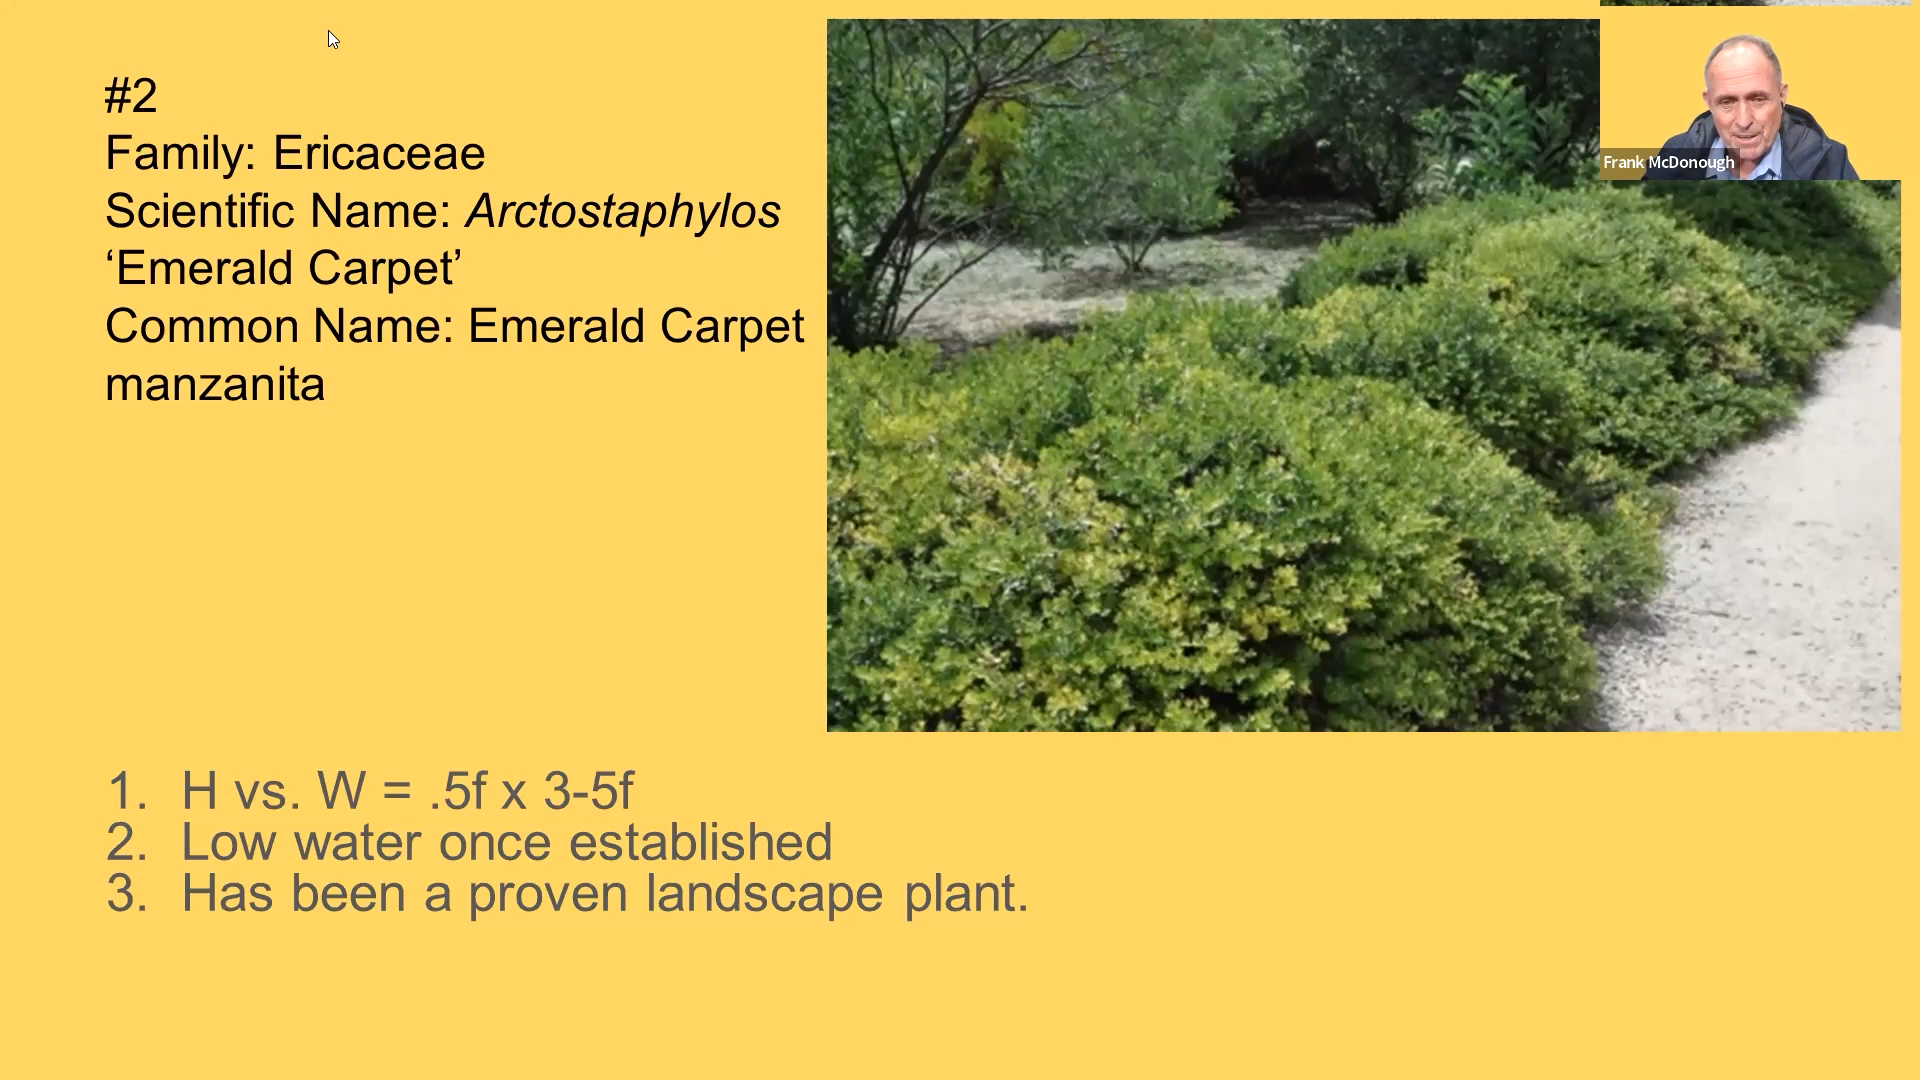 #2
Family: Ericaceae
Scientific Name: Arctostaphylos
‘Emerald Carpet’
Common Name: Emerald Carpet
manzanita
Frank McDonough
1. H vs. W = .5f x 3-5f
2. Low water once established
3. Has been a proven landscape plant.